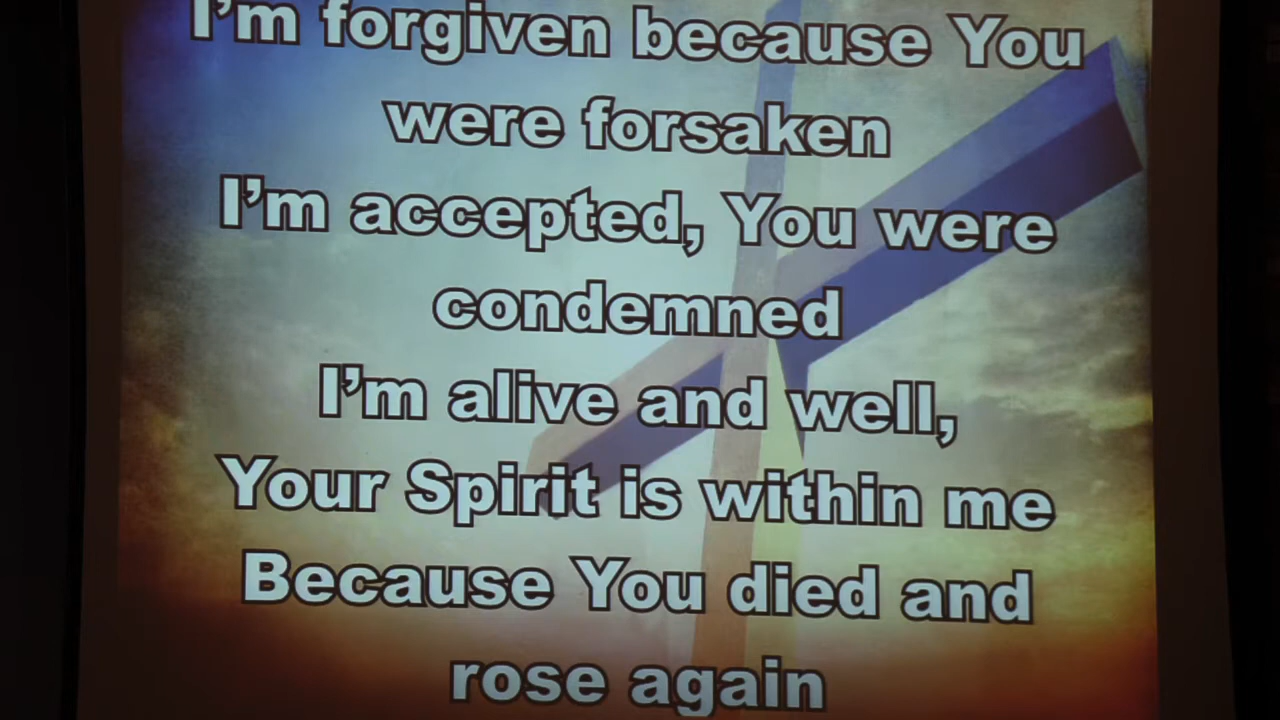 I'm forgiven because You
were forsaken
I'm accepted, You were
condemned
I'm alive and well,
Your Spirit is within me
Because You died and
rose again